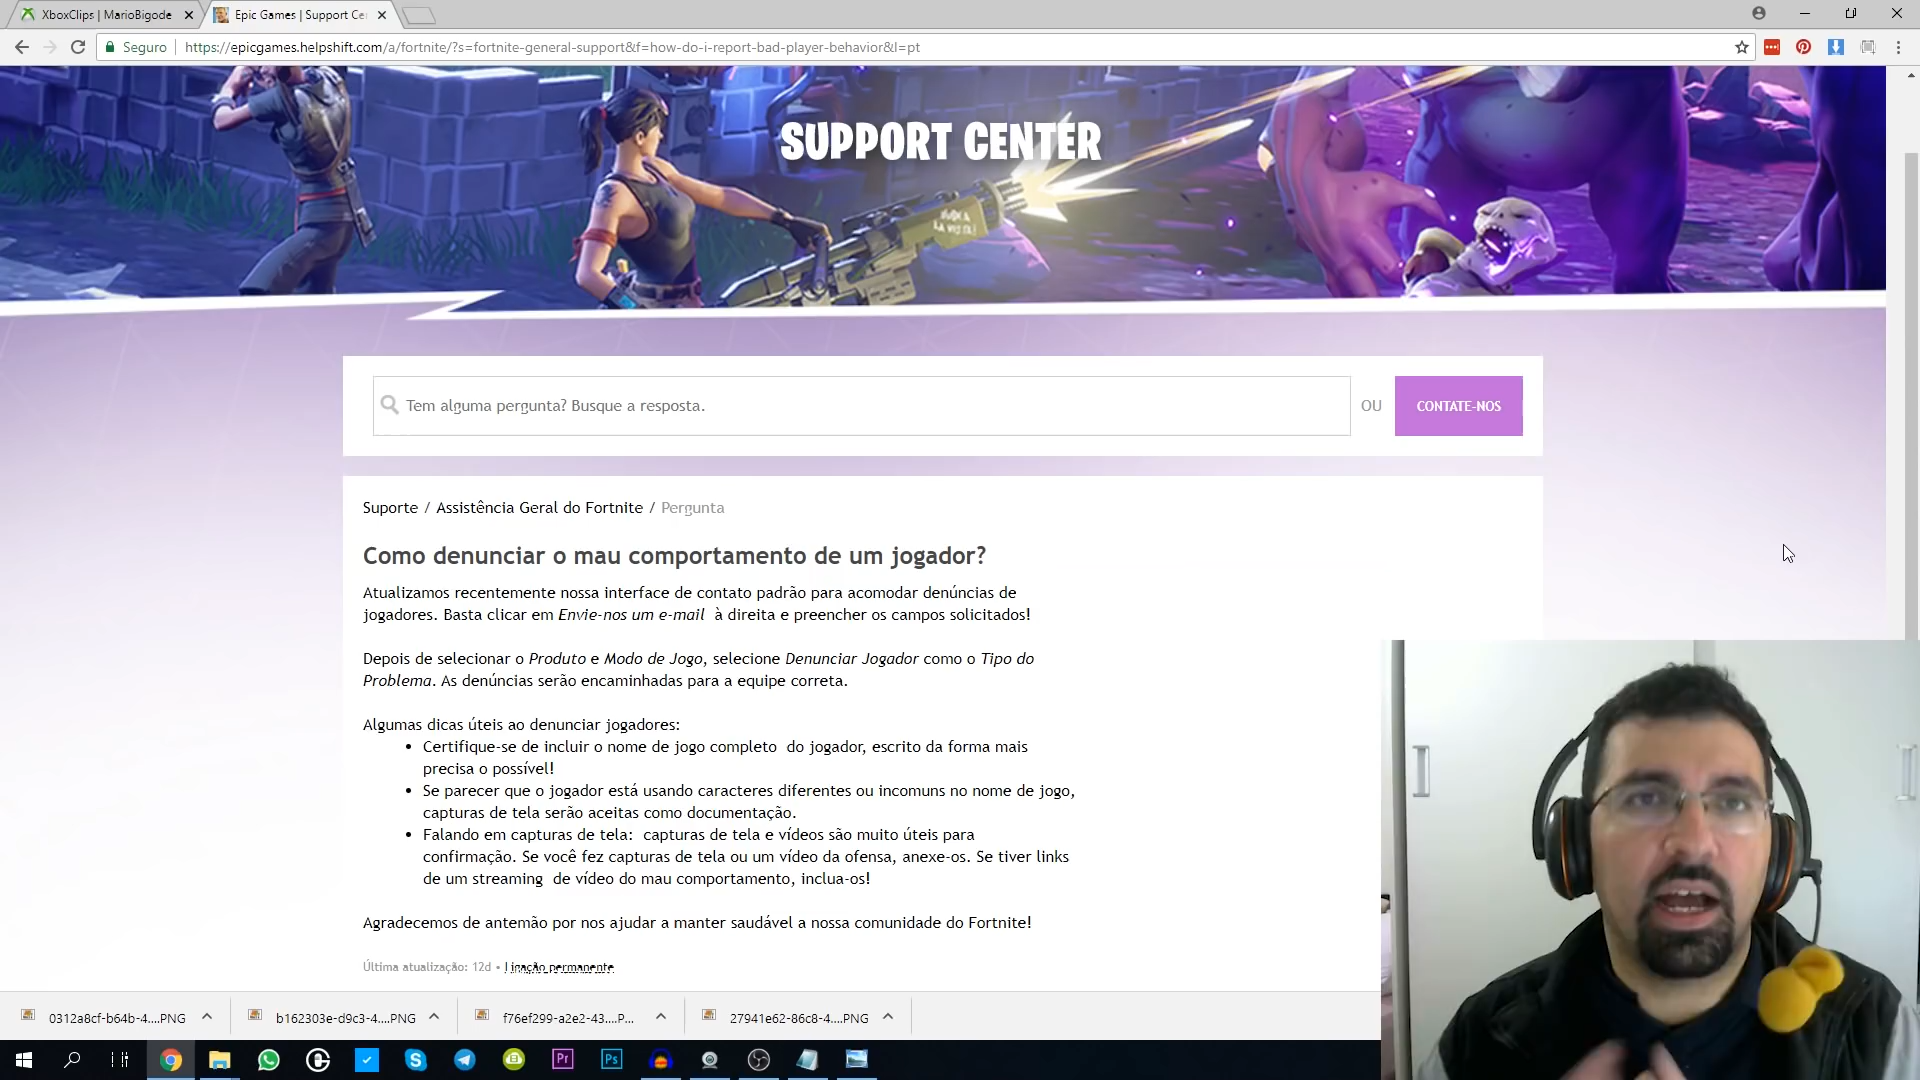 XboxClips | MarioBigode
Epic Games | Support Ce
Seguro
https://epicgames.helpshift.com/a/fortnite/?s=fortnite-general-support&f=how-do-i-report-bad-player-behavior&l=pt
SUPPORT CENTER
Tem alguma pergunta? Busque a resposta.
OU
CONTATE-NOS
Suporte / Assistência Geral do Fortnite / Pergunta
Como denunciar o mau comportamento de um jogador?
Atualizamos recentemente nossa interface de contato padrão para acomodar denúncias de
jogadores. Basta clicar em Envie-nos um e-mail à direita e preencher os campos solicitados!
Depois de selecionar o Produto e Modo de Jogo, selecione Denunciar Jogador como o Tipo do
Problema. As denúncias serão encaminhadas para a equipe correta.
Algumas dicas úteis ao denunciar jogadores:
• Certifique-se de incluir o nome de jogo completo do jogador, escrito da forma mais
precisa o possível!
• Se parecer que o jogador está usando caracteres diferentes ou incomuns no nome de jogo,
capturas de tela serão aceitas como documentação.
• Falando em capturas de tela: capturas de tela e vídeos são muito úteis para
confirmação. Se você fez capturas de tela ou um vídeo da ofensa, anexe-os. Se tiver links
de um streaming de vídeo do mau comportamento, inclua-os!
Agradecemos de antemão por nos ajudar a manter saudável a nossa comunidade do Fortnite!
Última atualização: 12d • Ligação permanente
0312a8cf-b64b-4....PNG
b162303e-d9c3-4....PNG
f76ef299-a2e2-43....P...
27941e62-86c8-4....PNG
Pr
Ps